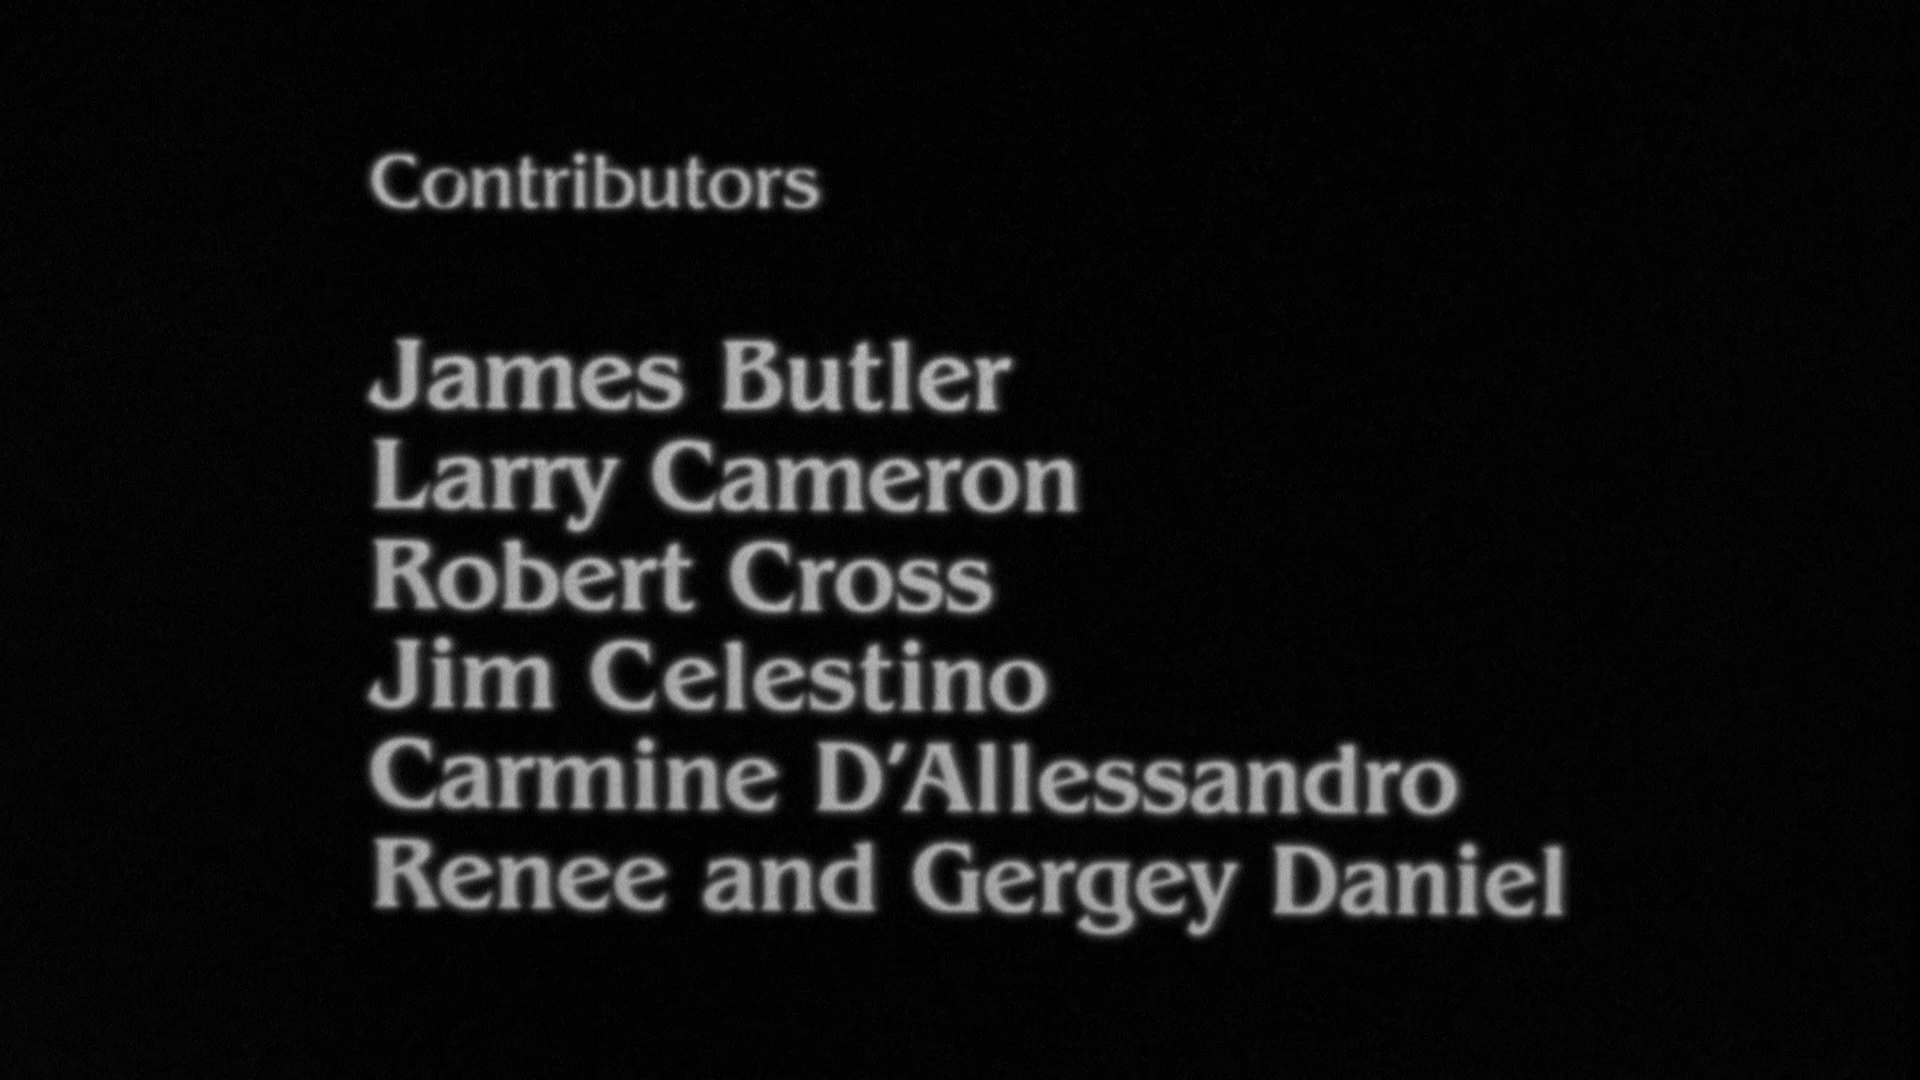 Contributors
James Butler
Larry Cameron
Robert Cross
Jim Celestino
Carmine D'Allessandro
Renee and Gergey Daniel